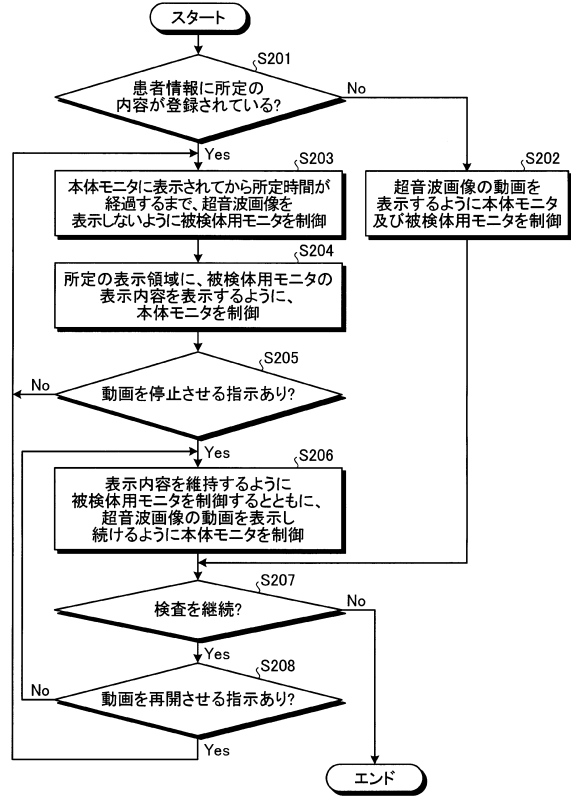 スタート
S201
患者情報に所定の
内容が登録されている?
No
Yes
S203
本体モニタに表示されてから所定時間が
経過するまで、超音波画像を
表示しないように被検体用モニタを制御
S202
超音波画像の動画を
表示するように本体モニタ
及び被検体用モニタを制御
S204
所定の表示領域に、被検体用モニタの
表示内容を表示するように、
本体モニタを制御
S205
動画を停止させる指示あり?
No
Yes
S206
表示内容を維持するように
被検体用モニタを制御するとともに、
超音波画像の動画を表示し
続けるように本体モニタを制御
S207
検査を継続?
No
Yes
S208
動画を再開させる指示あり?
No
Yes
エンド